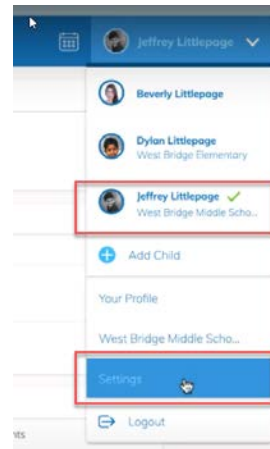 Jeffrey Littlepage
Beverly Littlepage
Dylan Littlepage
West Bridge Elementary
Jeffrey Littlepage
West Bridge Middle Scho...
Add Child
Your Profile
West Bridge Middle Scho...
Settings
Logout
nts